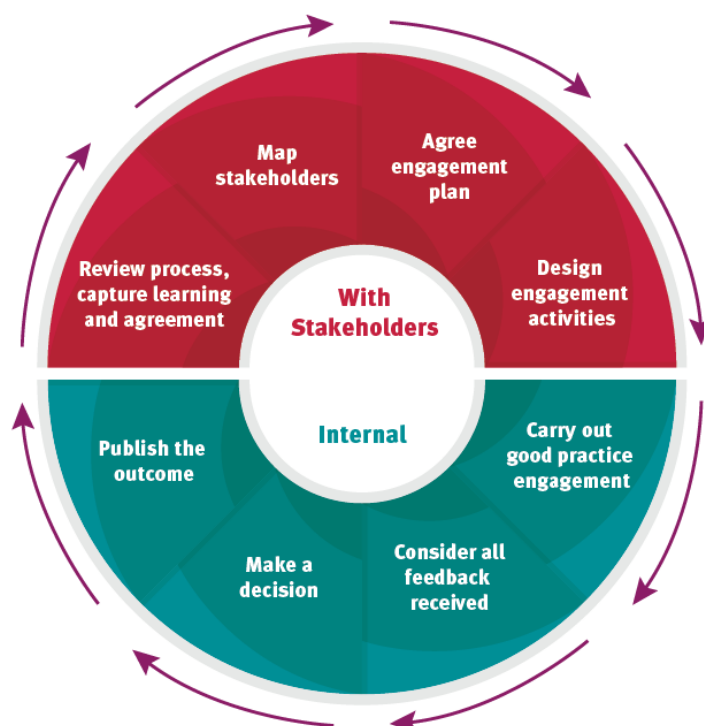 Map
stakeholders
Agree
engagement
plan
Design
engagement
activities
Carry out
good practice
engagement
Consider all
feedback
received
Make a
decision
Publish the
outcome
Review process,
capture learning
and agreement
With
Stakeholders
Internal